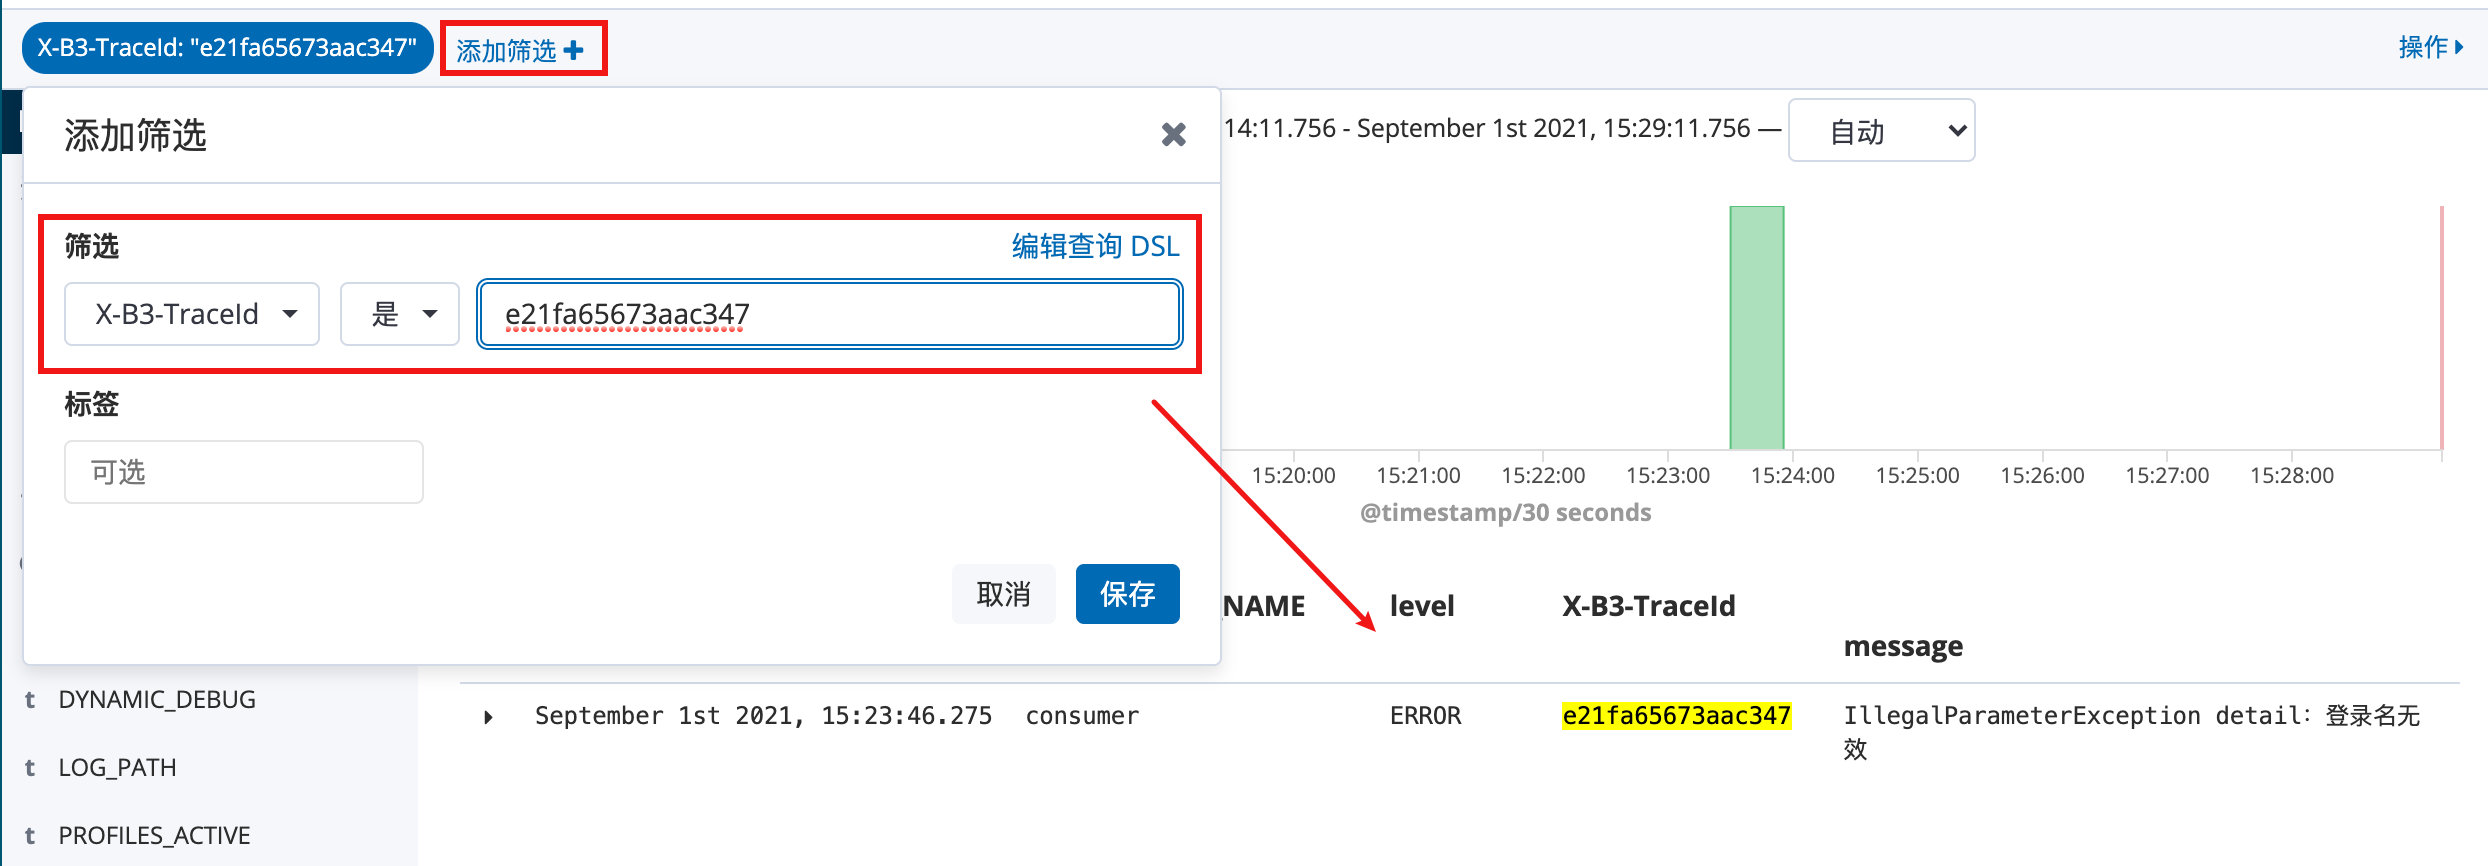 X-B3-TraceId: "e21fa65673aac347"
添加筛选
操作
添加筛选
14:11.756 - September 1st 2021, 15:29:11.756 —
自动
筛选
编辑查询 DSL
X-B3-TraceId
是
e21fa65673aac347
标签
可选
取消
保存
15:20:00 15:21:00 15:22:00 15:23:00 15:24:00 15:25:00 15:26:00 15:27:00 15:28:00
@timestamp/30 seconds
NAME level X-B3-TraceId message
t DYNAMIC_DEBUG
t LOG_PATH
t PROFILES_ACTIVE
September 1st 2021, 15:23:46.275 consumer ERROR e21fa65673aac347 IllegalParameterException detail: 登录名无
效